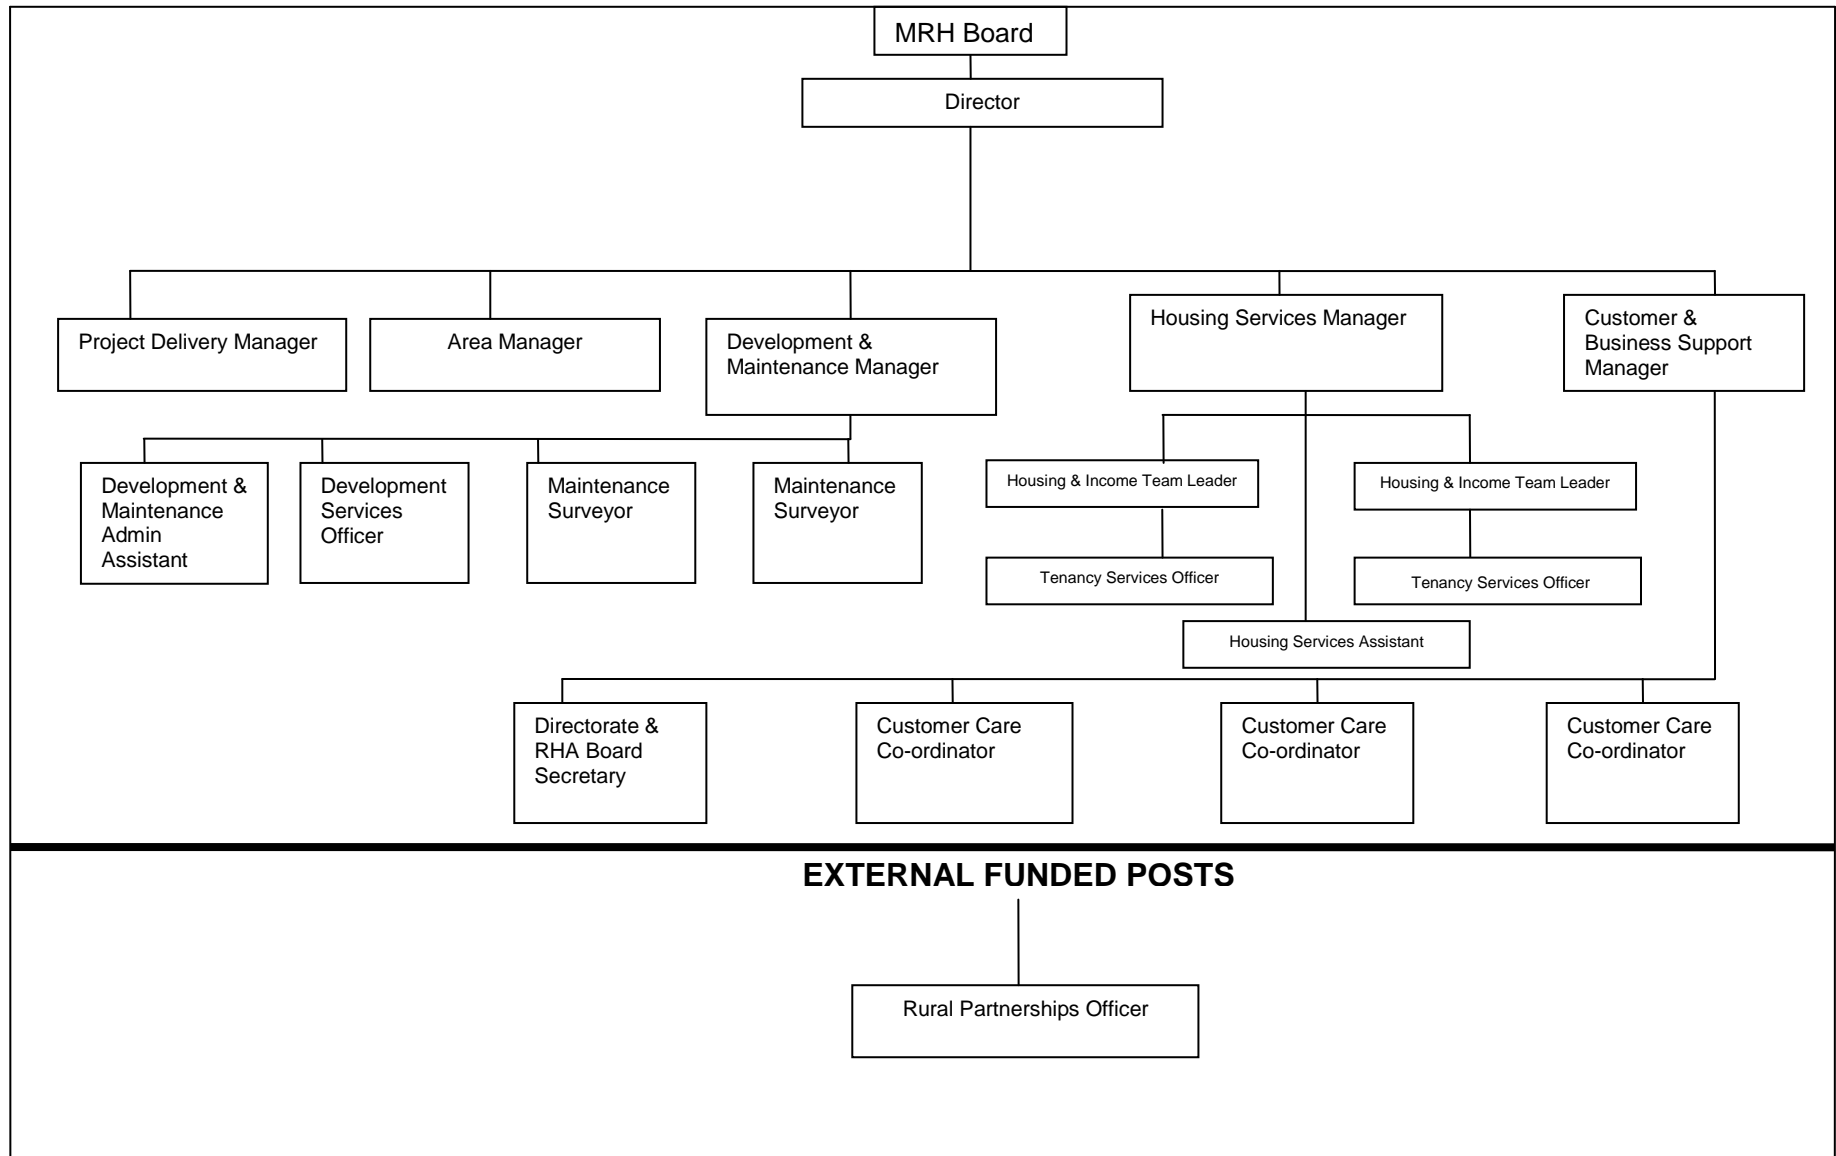 MRH Board
Director
Project Delivery Manager
Area Manager
Development &
Maintenance Manager
Housing Services Manager
Customer &
Business Support
Manager
Development &
Maintenance
Admin
Assistant
Development
Services
Officer
Maintenance
Surveyor
Maintenance
Surveyor
Housing & Income Team Leader
Housing & Income Team Leader
Tenancy Services Officer
Tenancy Services Officer
Housing Services Assistant
Directorate &
RHA Board
Secretary
Customer Care
Co-ordinator
Customer Care
Co-ordinator
Customer Care
Co-ordinator
EXTERNAL FUNDED POSTS
Rural Partnerships Officer